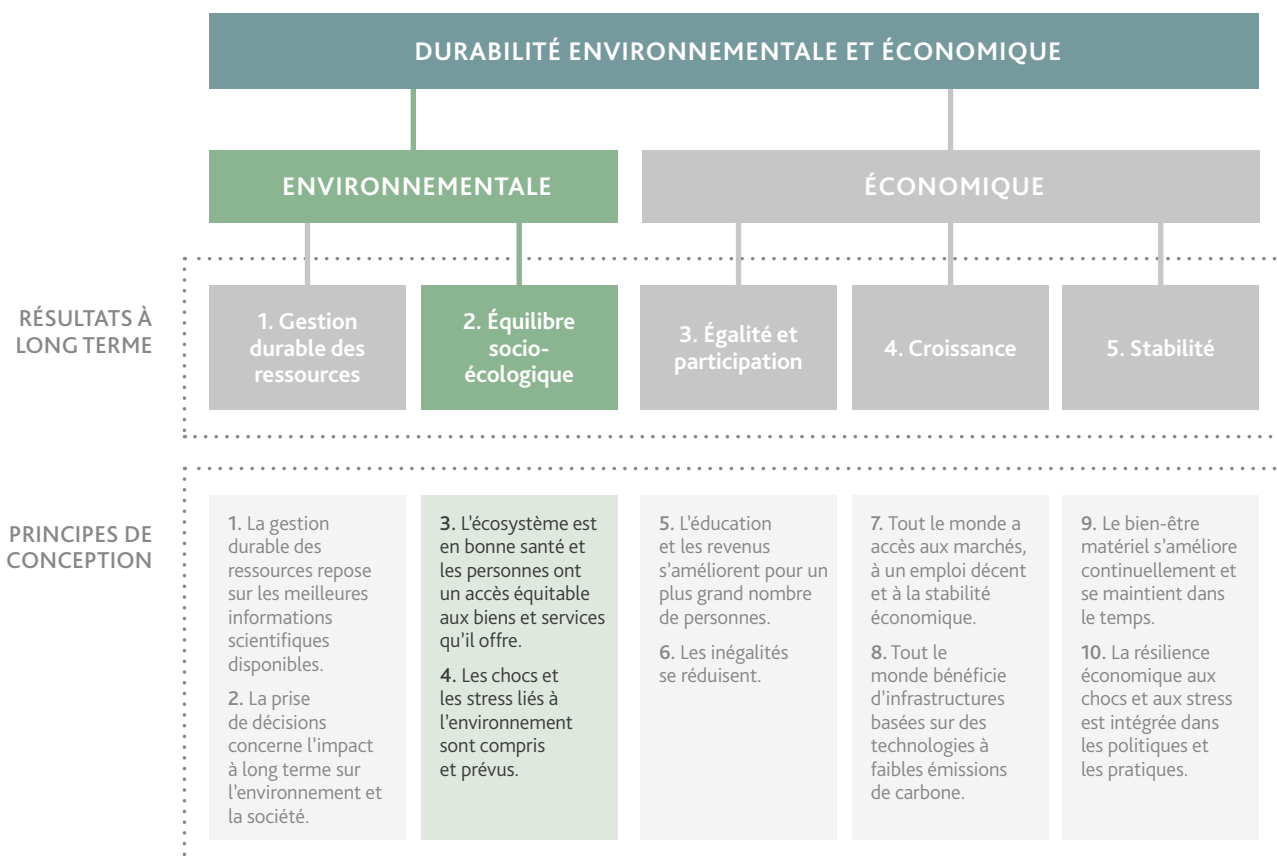 DURABILITÉ ENVIRONNEMENTALE ET ÉCONOMIQUE
ENVIRONNEMENTALE
ÉCONOMIQUE
RÉSULTATS À
LONG TERME
1. Gestion
durable des
ressources
2. Équilibre
socio-
écologique
3. Égalité et
participation
4. Croissance
5. Stabilité
PRINCIPES DE
CONCEPTION
1. La gestion
durable des
ressources repose
sur les meilleures
informations
scientifiques
disponibles.
2. La prise
de décisions
concerne l'impact
à long terme sur
l'environnement et
la société.
3. L'écosystème est
en bonne santé et
les personnes ont
un accès équitable
aux biens et services
qu'il offre.
4. Les chocs et
les stress liés à
l'environnement
sont compris
et prévus.
5. L'éducation
et les revenus
s'améliorent pour un
plus grand nombre
de personnes.
6. Les inégalités
se réduisent.
7. Tout le monde a
accès aux marchés,
à un emploi décent
et à la stabilité
économique.
8. Tout le
monde bénéficie
d'infrastructures
basées sur des
technologies à
faibles émissions
de carbone.
9. Le bien-être
matériel s'améliore
continuellement et
se maintient dans
le temps.
10. La résilience
économique aux
chocs et aux stress
est intégrée dans
les politiques et
les pratiques.